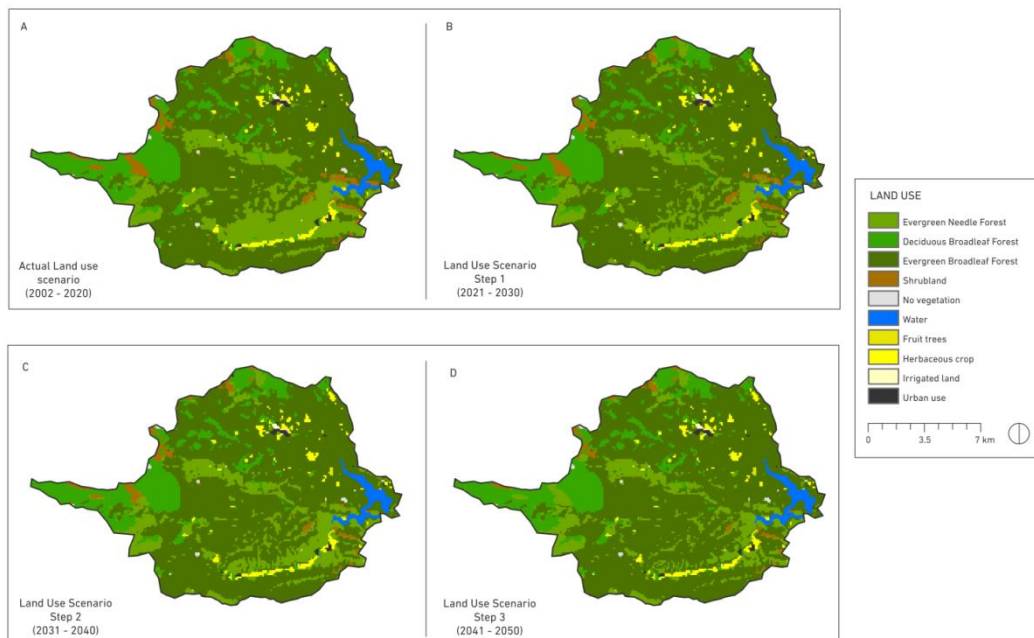 A
B
Actual Land use
scenario
(2002 - 2020)
Land Use Scenario
Step 1
(2021 - 2030)
C
D
Land Use Scenario
Step 2
(2031 - 2040)
Land Use Scenario
Step 3
(2041 - 2050)
LAND USE
Evergreen Needle Forest
Deciduous Broadleaf Forest
Evergreen Broadleaf Forest
Shrubland
No vegetation
Water
Fruit trees
Herbaceous crop
Irrigated land
Urban use
0 3.5 7 km